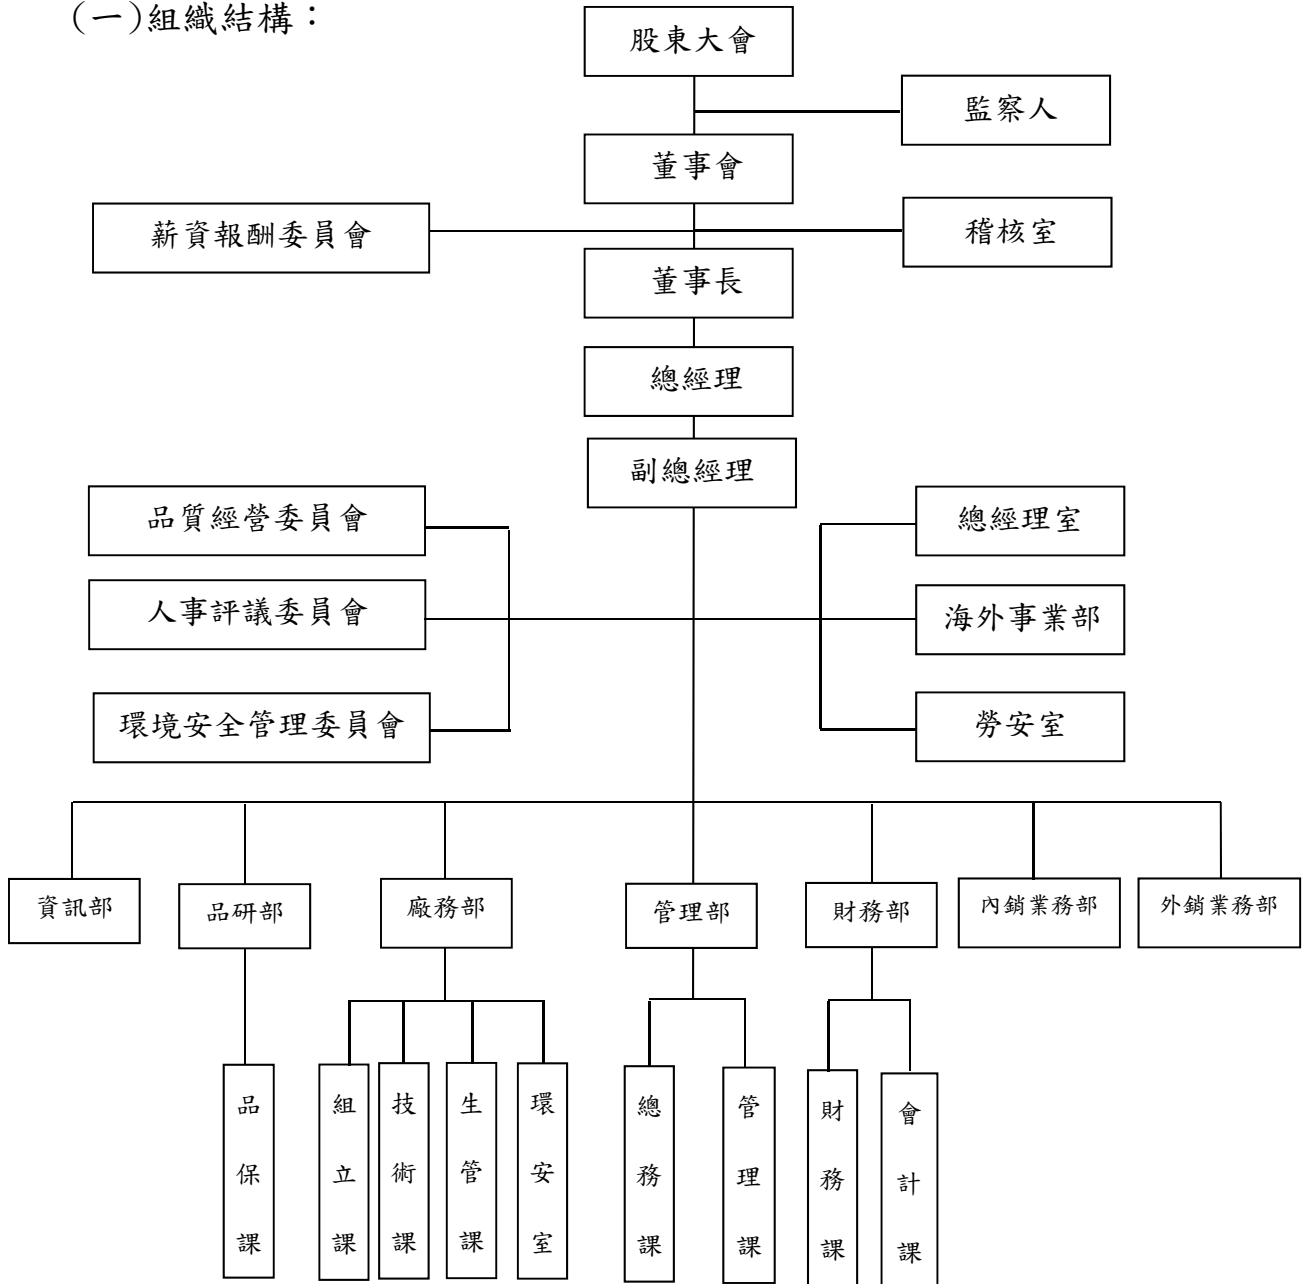 (一)組織結構：
股東大會
監察人
董事會
薪資報酬委員會
稽核室
董事長
總經理
副總經理
品質經營委員會
總經理室
人事評議委員會
海外事業部
環境安全管理委員會
勞安室
資訊部
品研部
廠務部
管理部
財務部
內銷業務部
外銷業務部
品保課
組立課
技術課
生管課
環安室
總務課
管理課
財務課
會計課